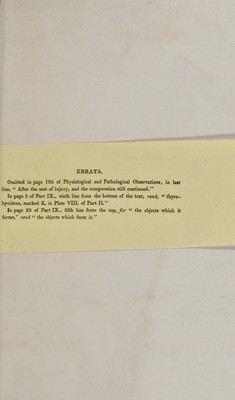 ERRATA.
Omitted in page 195 of Physiological and Pathological Observations, in last
line, “ After the seat of injury, and the compression still continued.”
In page 5 of Part IX., sixth line from the bottom of the text, read, “ thyro-
hyoideus, marked Z, in Plate VIII. of Part II.”
In page 23 of Part IX., fifth line from the top, for “ the objects which it
forms,” read “ the objects which form it.”